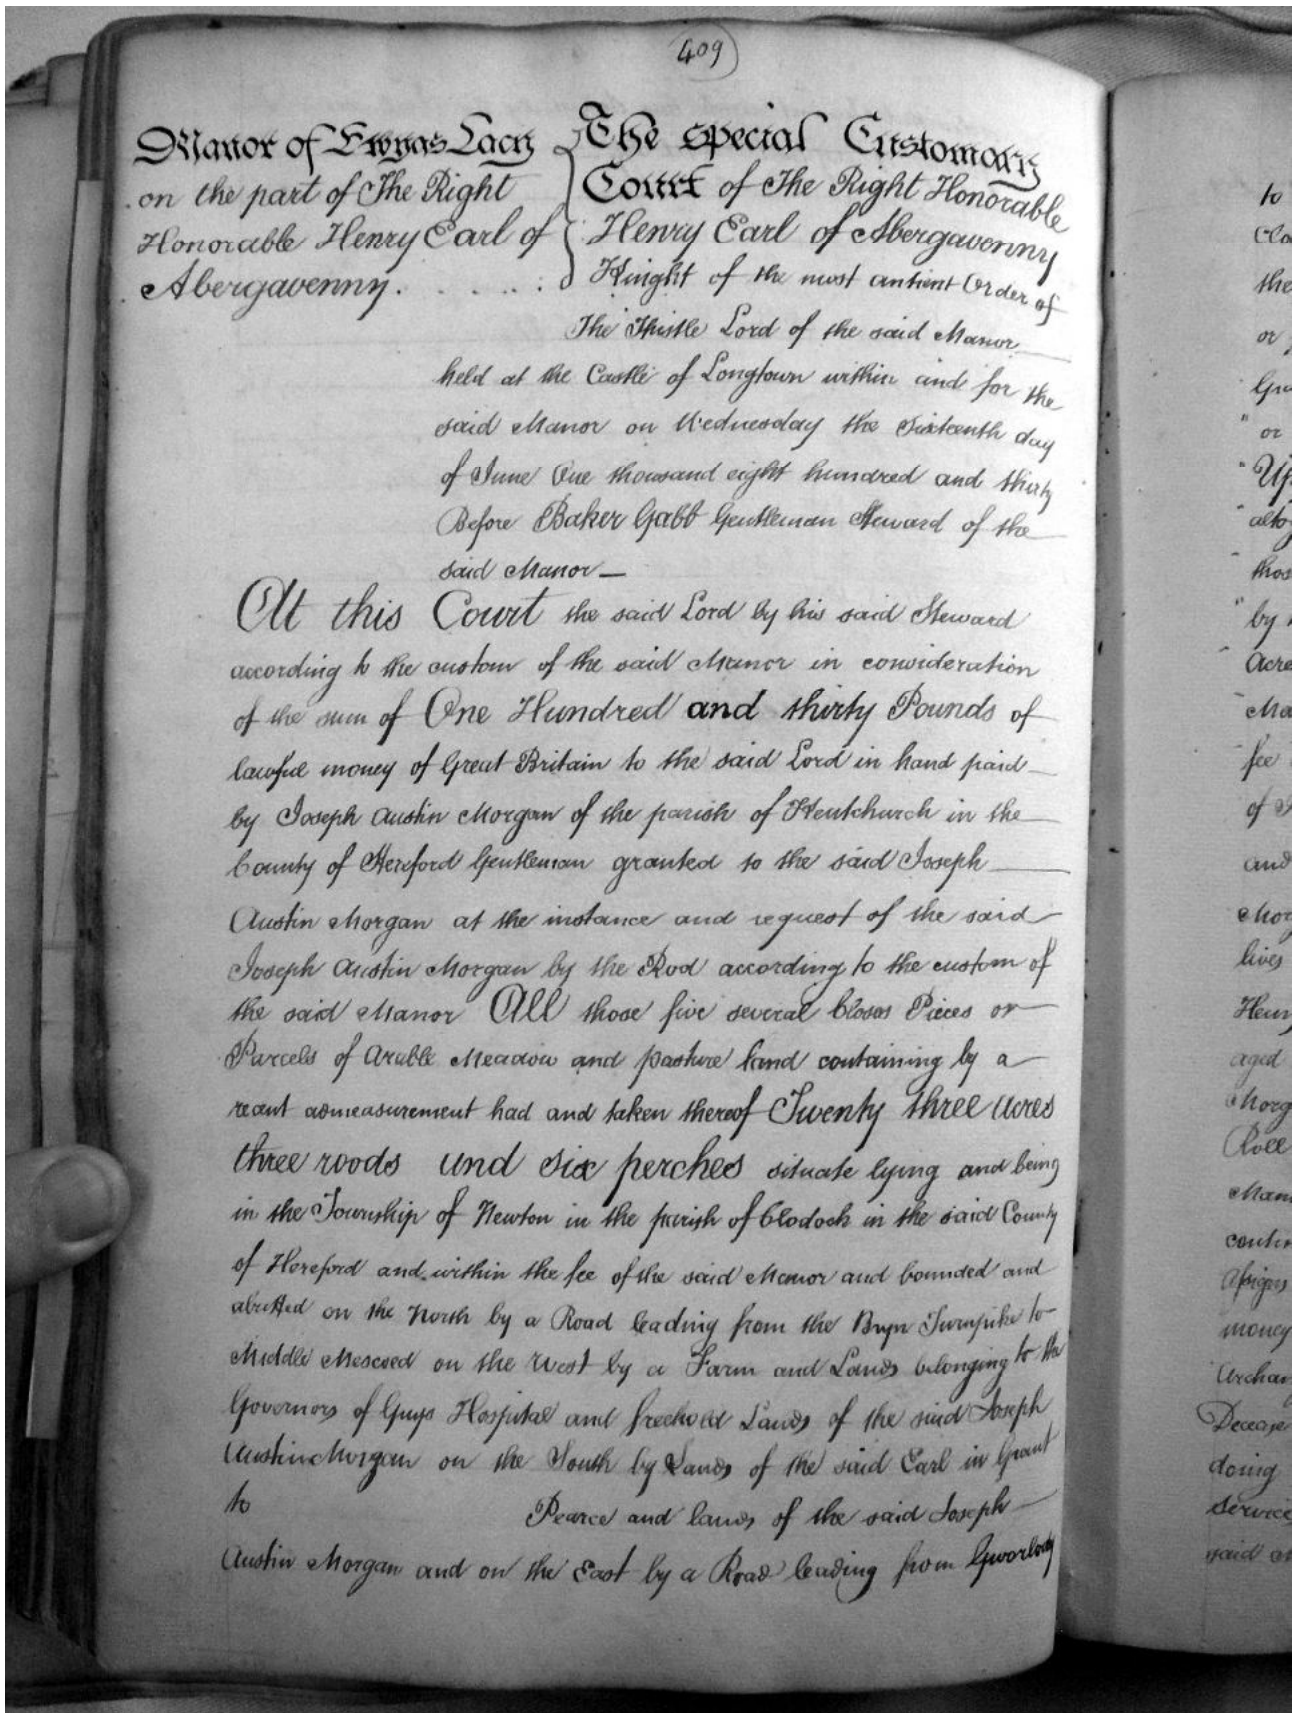 409
Manor of Ewyas Lacy
on the part of The Right
Honorable Henry Earl of
Abergavenny.
The special Customary
Court of The Right Honorable
Henry Earl of Abergavenny
Knight of the most antient Order of
The Thistle Lord of the said Manor
held at the Castle of Longtown within and for the
said Manor on Wednesday the Sixteenth day
of June One thousand eight hundred and thirty
Before Baker Gabb Gentleman Steward of the
said Manor —
At this Court the said Lord by his said Steward
according to the custom of the said Manor in consideration
of the sum of One Hundred and thirty Pounds of
lawful money of Great Britain to the said Lord in hand paid
by Joseph Austin Morgan of the parish of Kentchurch in the
County of Hereford Gentleman granted to the said Joseph
Austin Morgan at the instance and request of the said
Joseph Austin Morgan by the Rod according to the custom of
the said Manor All those five several Closes Pieces or
Parcels of Arable Meadow and pasture land containing by a
recent admeasurement had and taken thereof Twenty three acres
three roods and six perches situate lying and being
in the Township of Newton in the parish of Clodock in the said County
of Hereford and within the fee of the said Manor and bounded and
abutted on the North by a Road leading from the Bryn Turnpike to
Middle Mescoed on the West by a Farm and Lands belonging to the
Governors of Guys Hospital and freehold Lands of the said Joseph
Austin Morgan on the South by Lands of the said Earl in Grant
to Pearce and lands of the said Joseph
Austin Morgan and on the East by a Road leading from Gworlody
to
the
or
or
by
Acre
fee
and
lives
aged
Roll
money
doing